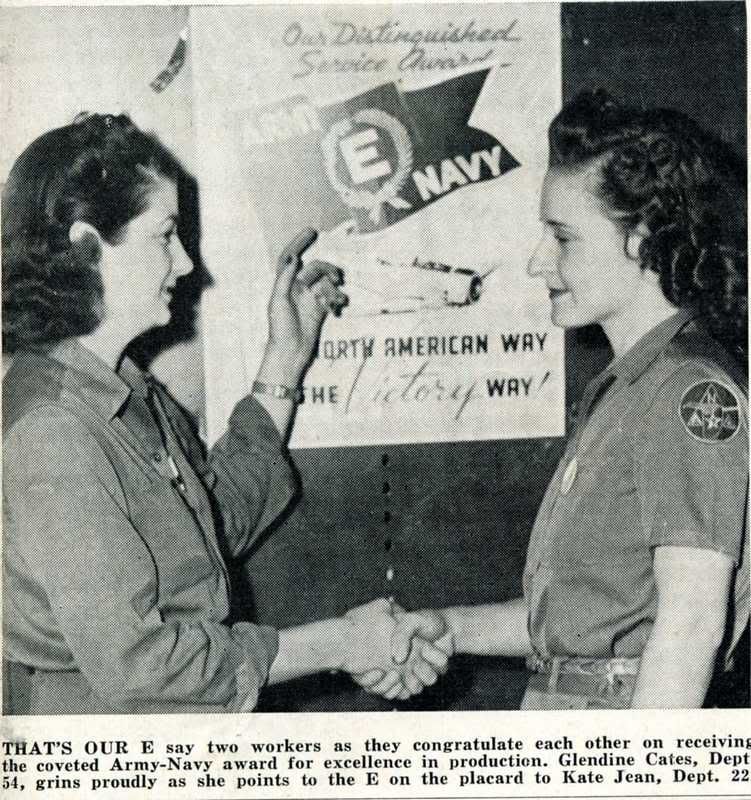 Our Distinguished
Service Award
ARMY
E
NAVY
NORTH AMERICAN WAY
THE Victory WAY!
N
A A
THAT'S OUR E say two workers as they congratulate each other on receiving
the coveted Army-Navy award for excellence in production. Glendine Cates, Dept
54, grins proudly as she points to the E on the placard to Kate Jean, Dept. 22